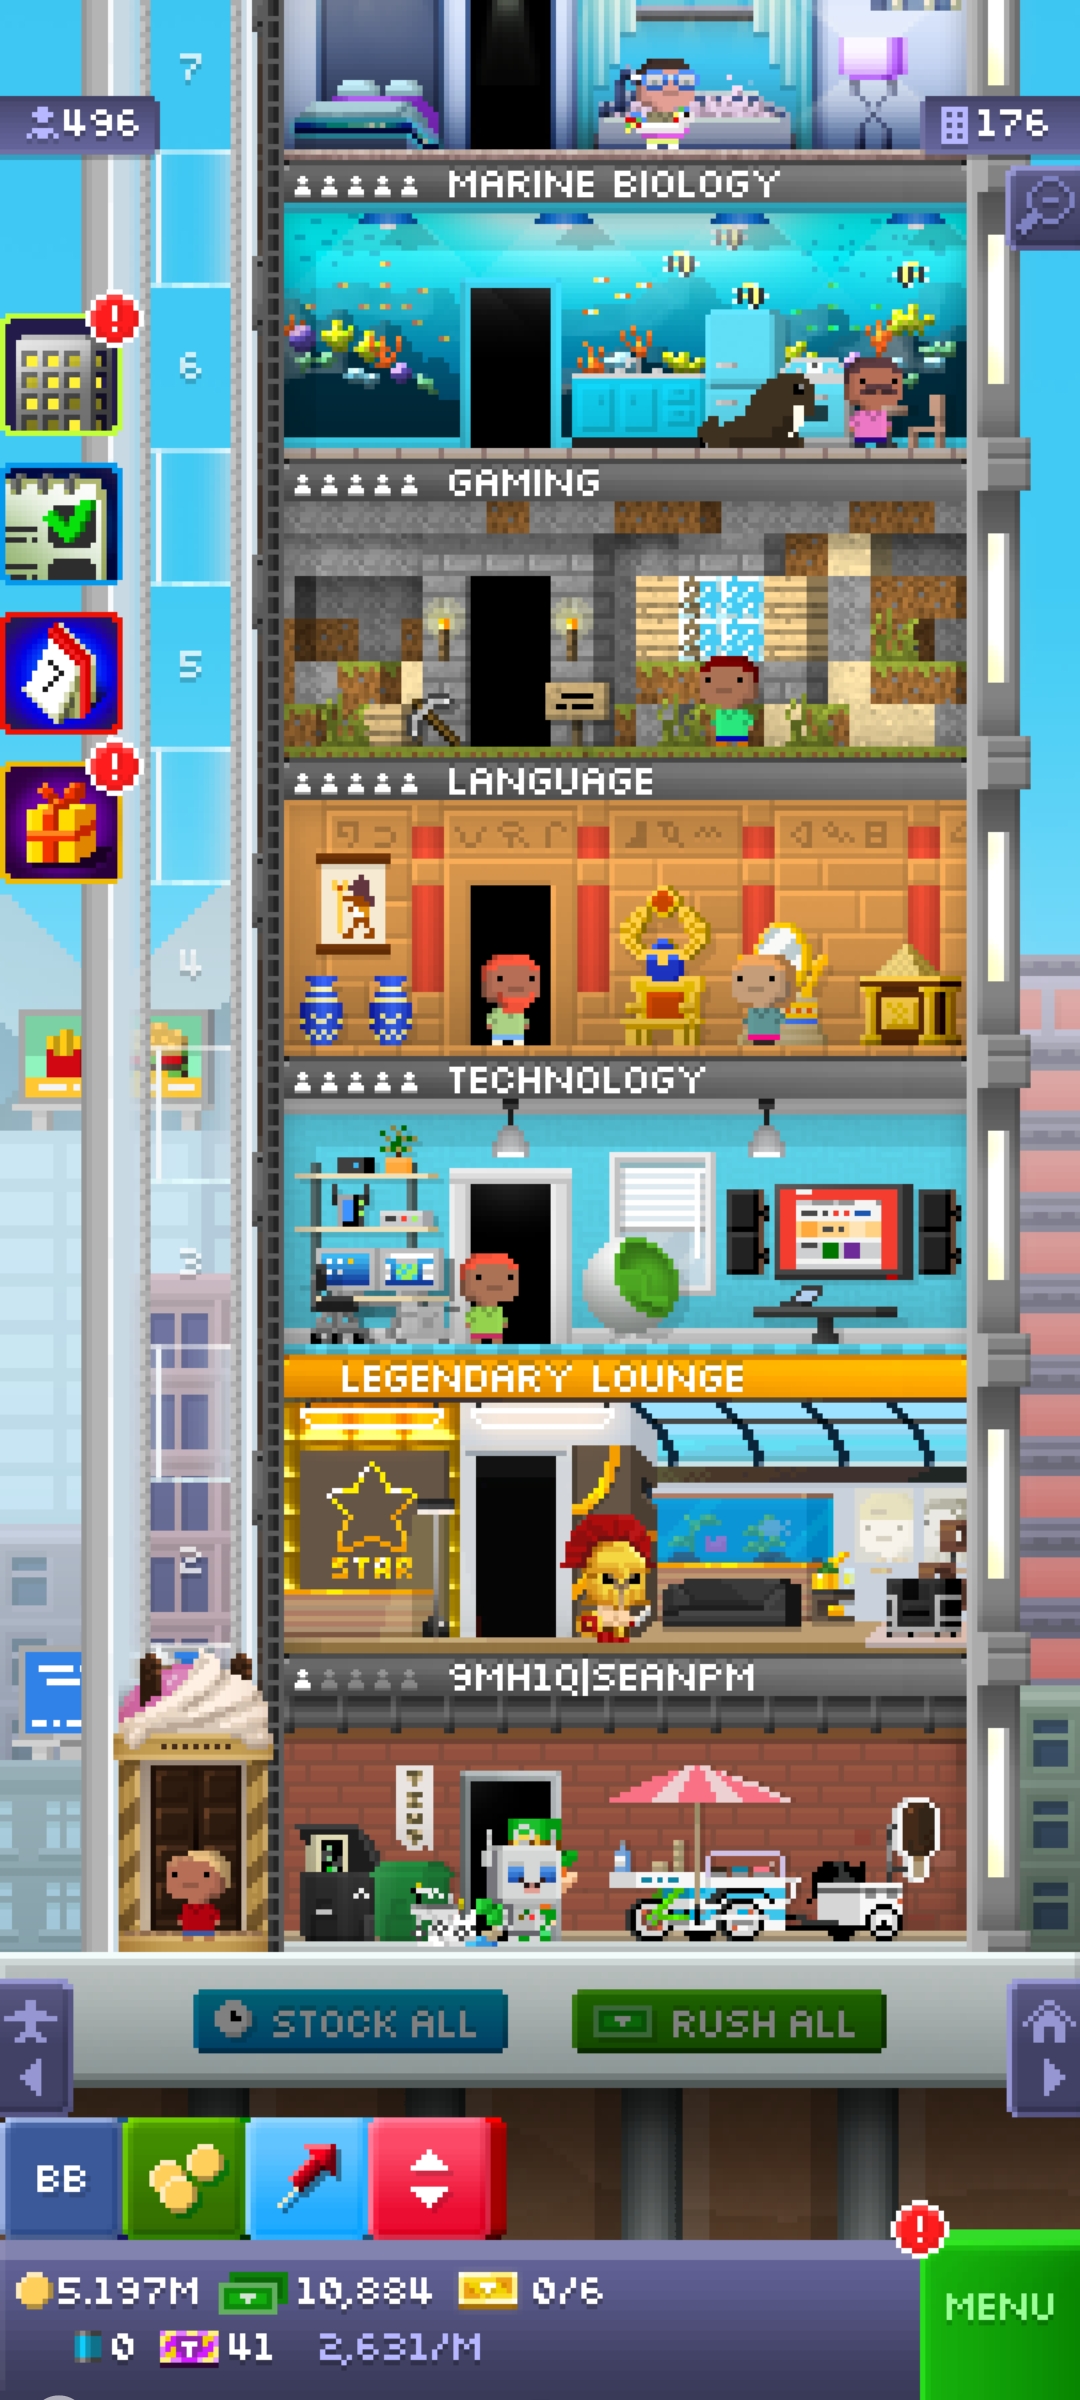 7
496
176
MARINE BIOLOGY
6
GAMING
5
LANGUAGE
4
TECHNOLOGY
3
LEGENDARY LOUNGE
STAR
2
9MH1Q|SEANPM
STOCK ALL
RUSH ALL
BB
5.197M
10,884
0/6
MENU
0
41
2,631/M